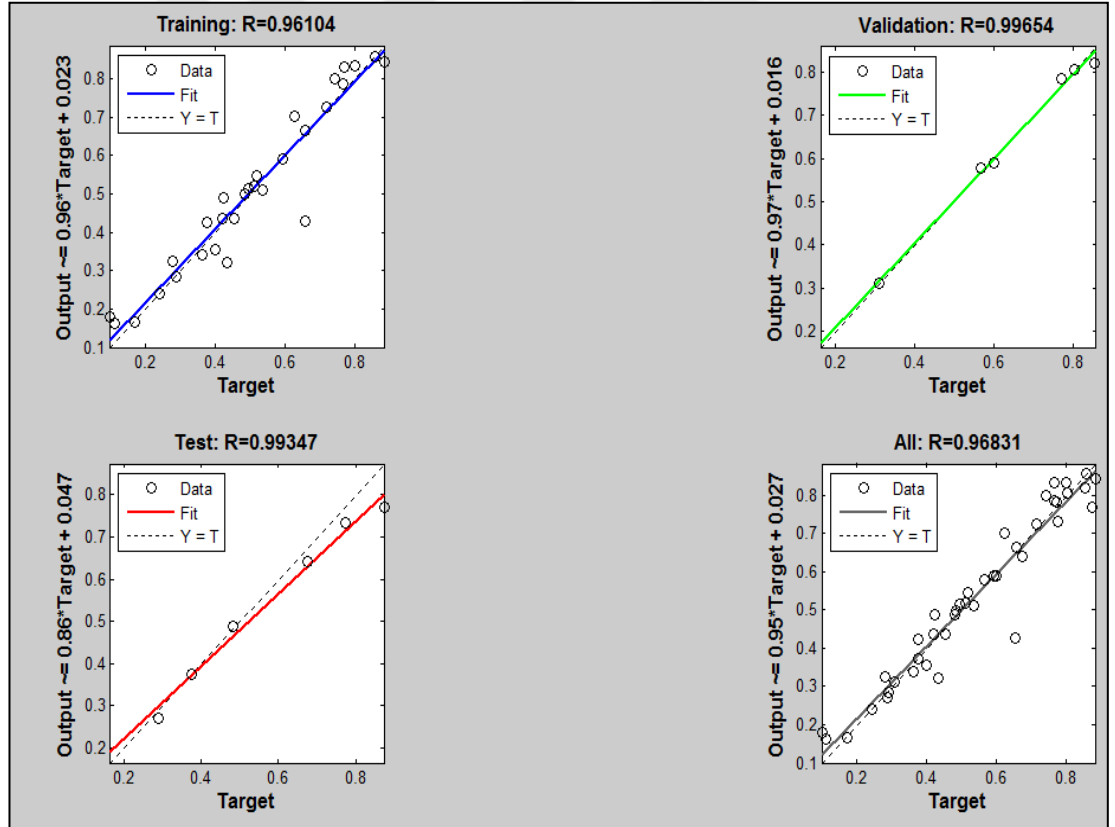 Training: R=0.96104
Output ~= 0.96*Target + 0.023
Data
Fit
Y = T
0.8
0.7
0.6
0.5
0.4
0.3
0.2
0.1
0.2 0.4 0.6 0.8
Target
Validation: R=0.99654
Output ~= 0.97*Target + 0.016
Data
Fit
Y = T
0.8
0.7
0.6
0.5
0.4
0.3
0.2
0.2 0.4 0.6 0.8
Target
Test: R=0.99347
Output ~= 0.86*Target + 0.047
Data
Fit
Y = T
0.8
0.7
0.6
0.5
0.4
0.3
0.2
0.2 0.4 0.6 0.8
Target
All: R=0.96831
Output ~= 0.95*Target + 0.027
Data
Fit
Y = T
0.8
0.7
0.6
0.5
0.4
0.3
0.2
0.1
0.2 0.4 0.6 0.8
Target